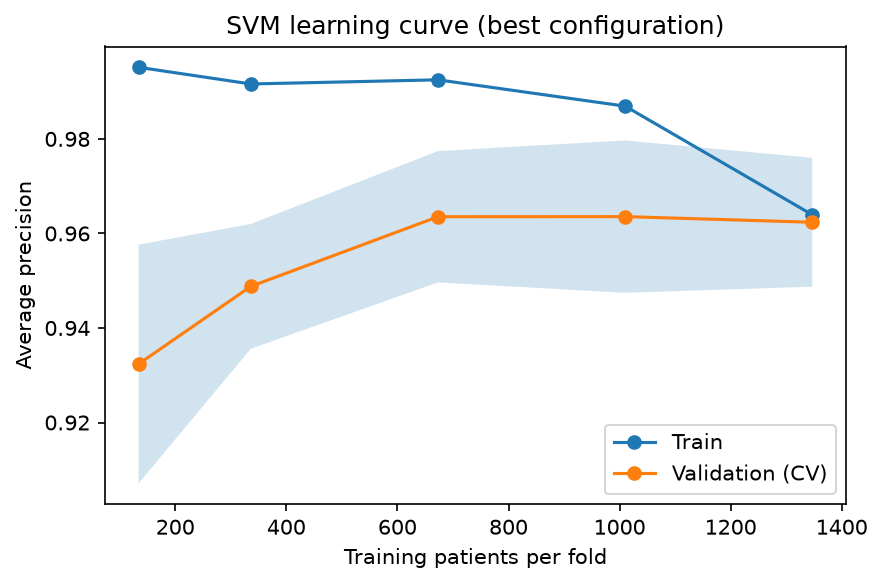 SVM learning curve (best configuration)
Average precision
0.98
0.96
0.94
0.92
Train
Validation (CV)
200 400 600 800 1000 1200 1400
Training patients per fold